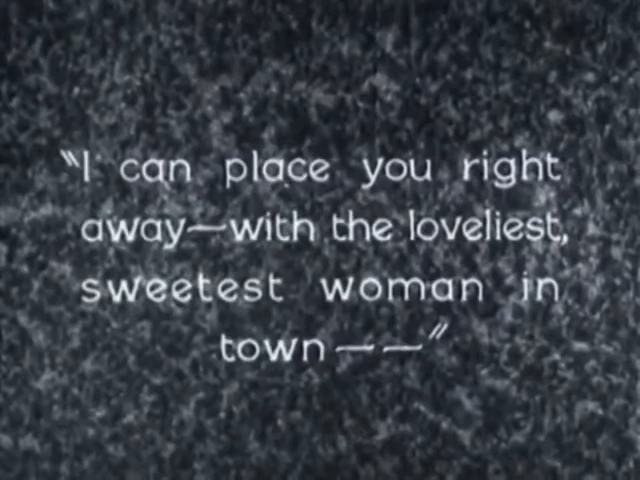 "I can place you right
away—with the loveliest,
sweetest woman in
town — —"